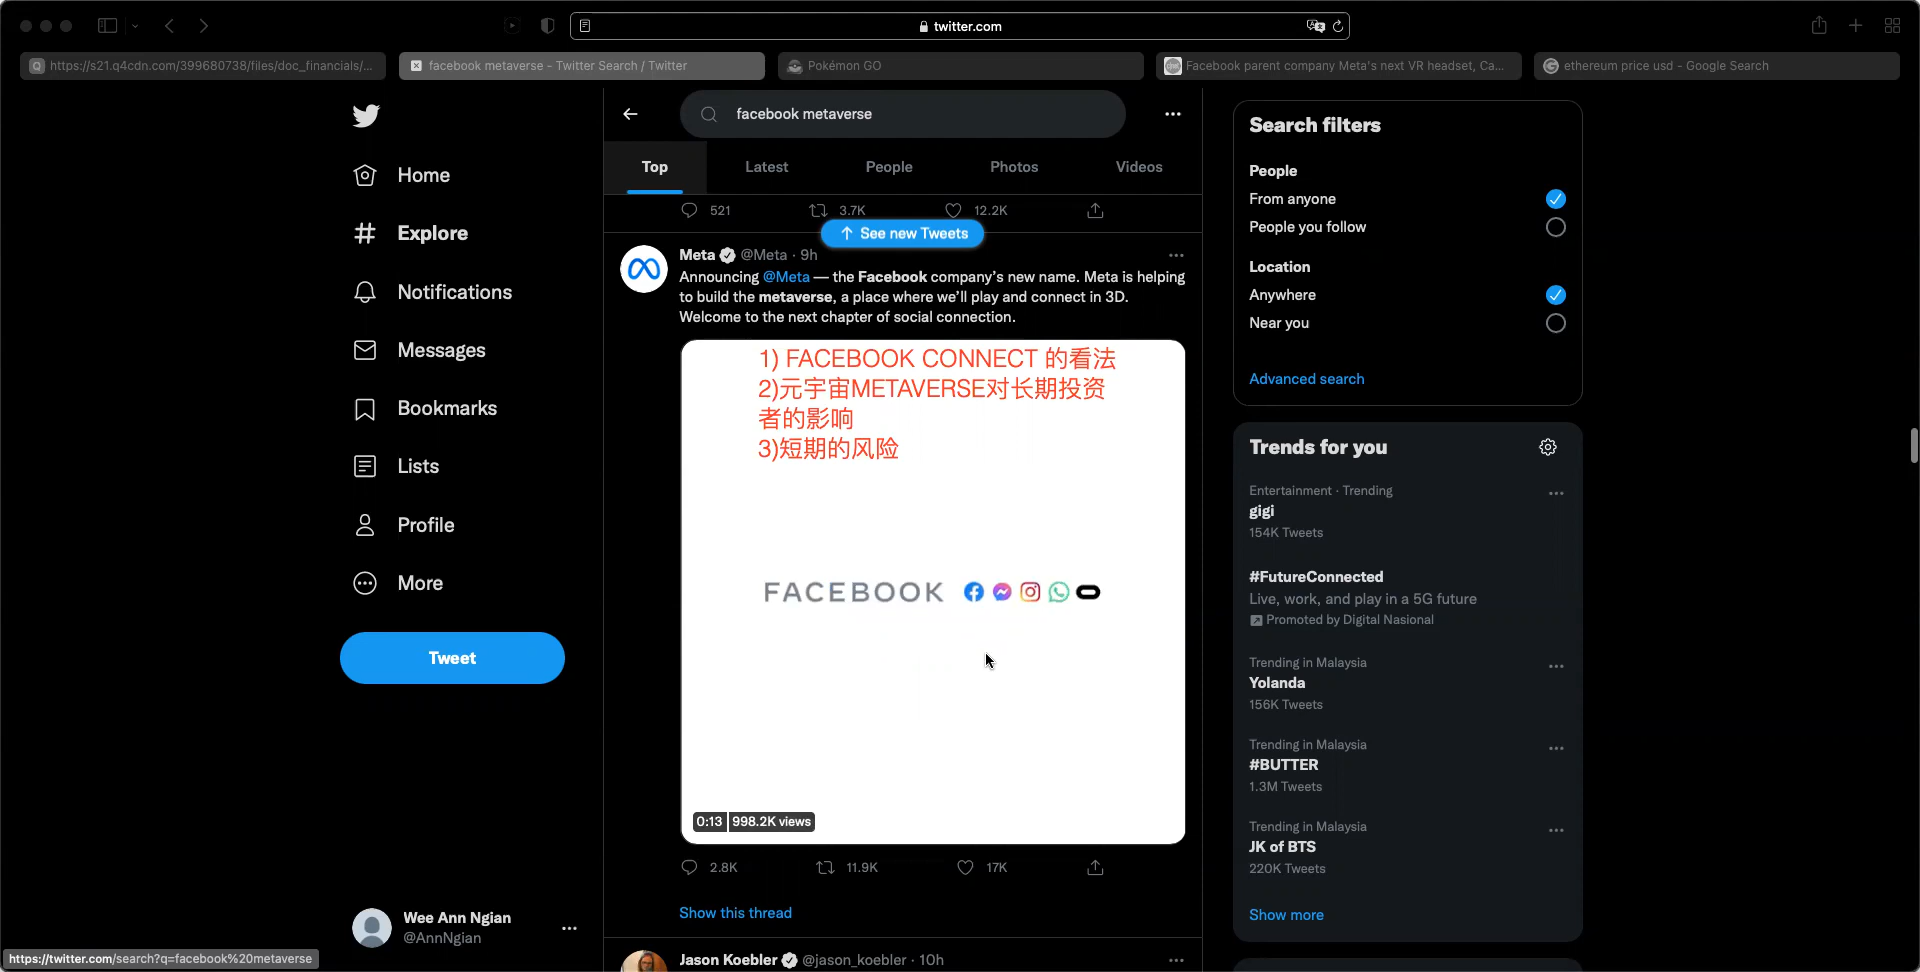 twitter.com
https://s21.q4cdn.com/399680738/files/doc_financials/...
facebook metaverse - Twitter Search / Twitter
Pokémon GO
Facebook parent company Meta's next VR headset, Ca...
ethereum price usd - Google Search
Home
Explore
Notifications
Messages
Bookmarks
Lists
Profile
More
Tweet
Wee Ann Ngian
@AnnNgian
https://twitter.com/search?q=facebook%20metaverse
facebook metaverse
Top
Latest
People
Photos
Videos
521
3.7K
12.2K
See new Tweets
Meta @Meta · 9h
Announcing @Meta — the Facebook company's new name. Meta is helping
to build the metaverse, a place where we'll play and connect in 3D.
Welcome to the next chapter of social connection.
1) FACEBOOK CONNECT 的看法
2)元宇宙METAVERSE对长期投资
者的影响
3)短期的风险
FACEBOOK
0:13 998.2K views
2.8K
11.9K
17K
Show this thread
Jason Koebler @jason_koebler · 10h
Search filters
People
From anyone
People you follow
Location
Anywhere
Near you
Advanced search
Trends for you
Entertainment · Trending
gigi
154K Tweets
#FutureConnected
Live, work, and play in a 5G future
Promoted by Digital Nasional
Trending in Malaysia
Yolanda
156K Tweets
Trending in Malaysia
#BUTTER
1.3M Tweets
Trending in Malaysia
JK of BTS
220K Tweets
Show more